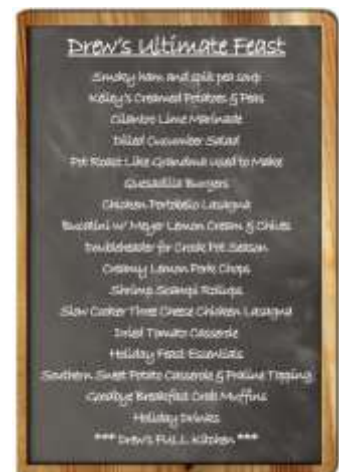 Drew's Ultimate Feast
Smoky ham and split pea soup
Kelley's Creamed Potatoes & Peas
Cilantro Lime Marinade
Dilled Cucumber Salad
Pot Roast Like Grandma used to Make
Quesadilla Burgers
Chicken Portobello Lasagna
Bucatini w/ Meyer Lemon Cream & Chives
Doubleheader for Crock Pot Season
Creamy Lemon Pork Chops
Shrimp Scampi Rollups
Slow Cooker Three Cheese Chicken Lasagna
Dried Tomato Casserole
Holiday Feast Essentials
Southern Sweet Potato Casserole & Praline Topping
Goodbye Breakfast Crab Muffins
Holiday Drinks
*** Drew's FULL Kitchen ***